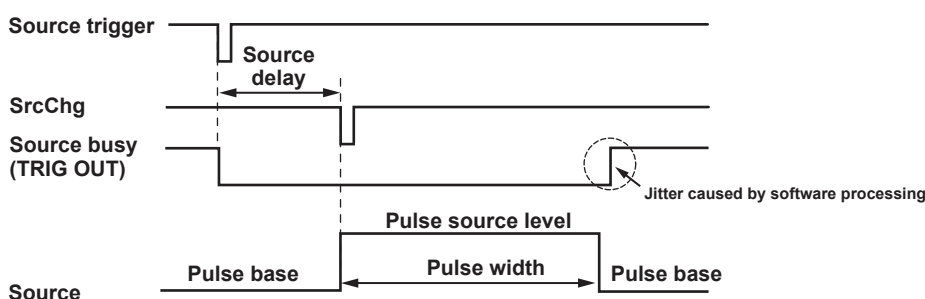 Source trigger
Source
delay
SrcChg
Source busy
(TRIG OUT)
Jitter caused by software processing
Pulse source level
Pulse base
Pulse width
Pulse base
Source